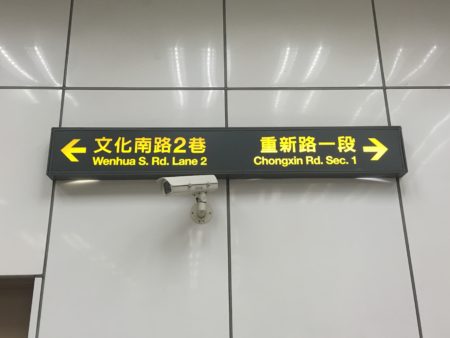 文化南路2巷
Wenhua S. Rd. Lane 2
重新路一段
Chongxin Rd. Sec. 1